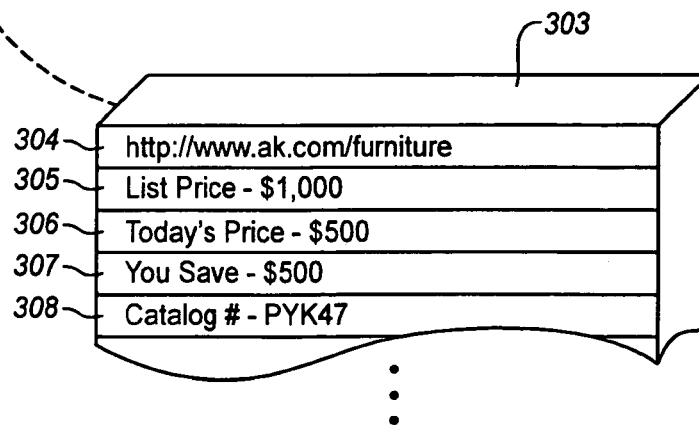 303
304 http://www.ak.com/furniture
305 List Price - $1,000
306 Today's Price - $500
307 You Save - $500
308 Catalog # - PYK47